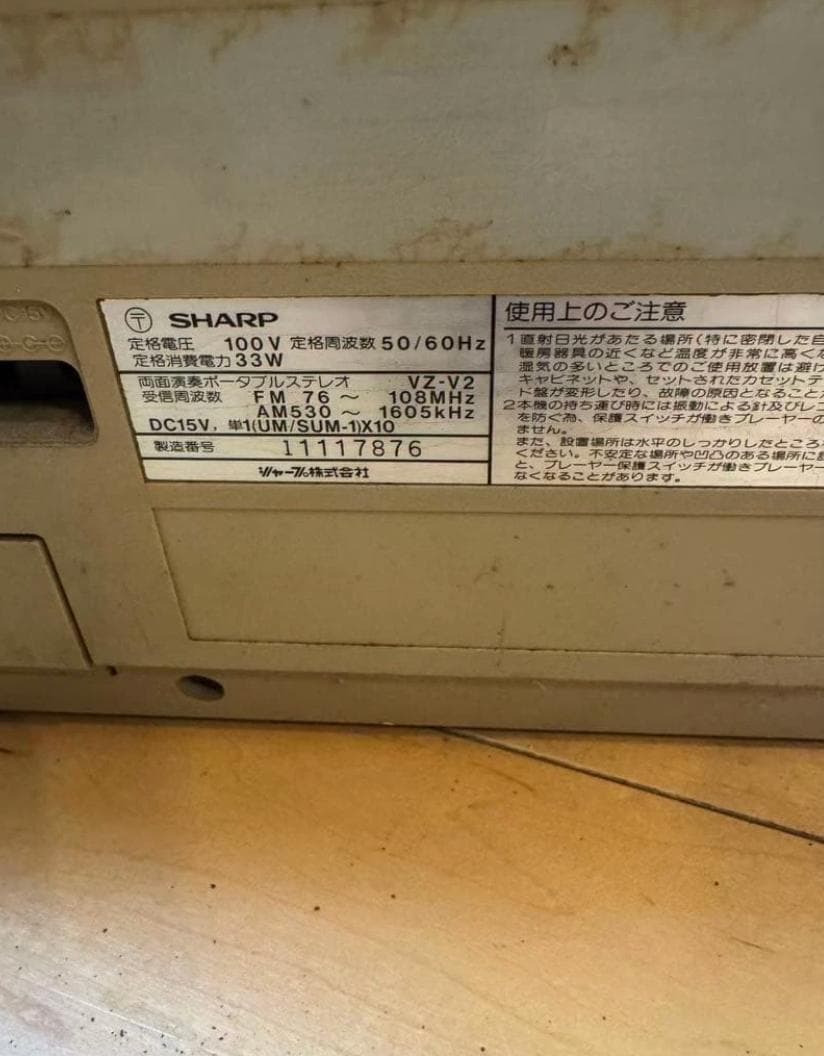 〒 SHARP
定格電圧 100V 定格周波数 50/60Hz
定格消費電力 33W
両面演奏ポータブルステレオ VZ-V2
受信周波数 FM 76 ～ 108MHz
AM530 ～ 1605kHz
DC15V, 単1(UM/SUM-1)X10
製造番号 11117876
シャープ株式会社
使用上のご注意
1 直射日光があたる場所(特に密閉した自
暖房器具の近くなど温度が非常に高くな
湿気の多いところでのご使用放置は避け
キャビネットや、セットされたカセットテ
ド盤が変形したり、故障の原因となること
2 本機の持ち運び時には振動による針及びレコ
を防ぐ為、保護スイッチが働きプレーヤーの
ません。
また、設置場所は水平のしっかりしたところ
ください。不安定な場所や凹凸のある場所に
と、プレーヤー保護スイッチが働きプレーヤー
なくなることがあります。